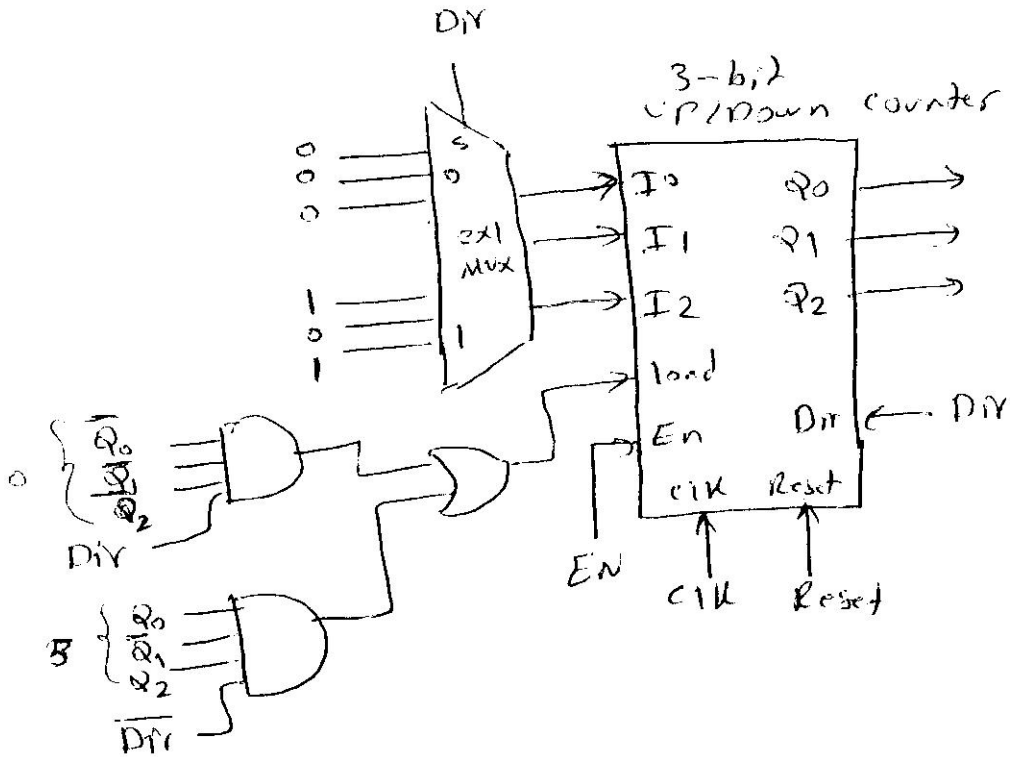 Dir
3-bit
UP/Down counter
0
0
0
S
0
2x1
MUX
1
0
1
1
I0
I1
I2
load
En
Q0
Q1
Q2
Dir
Dir
clk
Reset
0
Q̅0
Q̅1
Q̅2
Dir
5
Q0
Q̅1
Q2
D̅i̅r̅
EN
clk
Reset